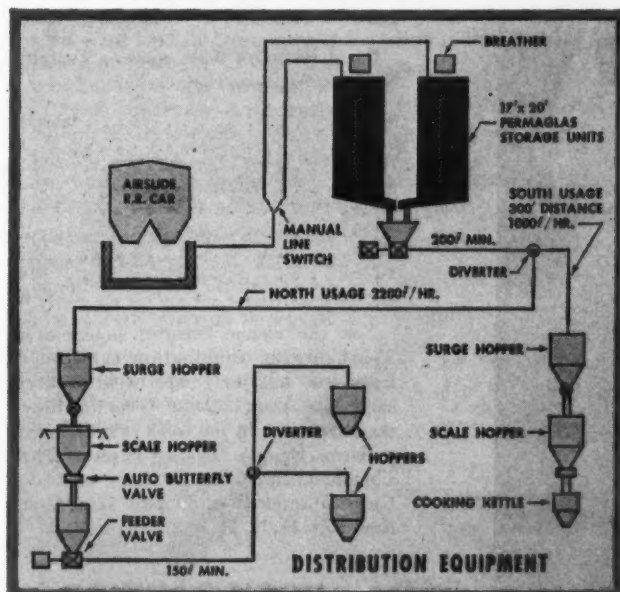 BREATHER
17' x 20'
PERMAGLAS
STORAGE UNITS
AIRSLIDE
R.R. CAR
MANUAL
LINE
SWITCH
SOUTH USAGE
300' DISTANCE
1000#/HR.
200# MIN.
DIVERTER
NORTH USAGE 2200#/HR.
SURGE HOPPER
SURGE HOPPER
SCALE HOPPER
DIVERTER
HOPPERS
SCALE HOPPER
AUTO BUTTERFLY
VALVE
COOKING KETTLE
FEEDER
VALVE
150# MIN.
DISTRIBUTION EQUIPMENT